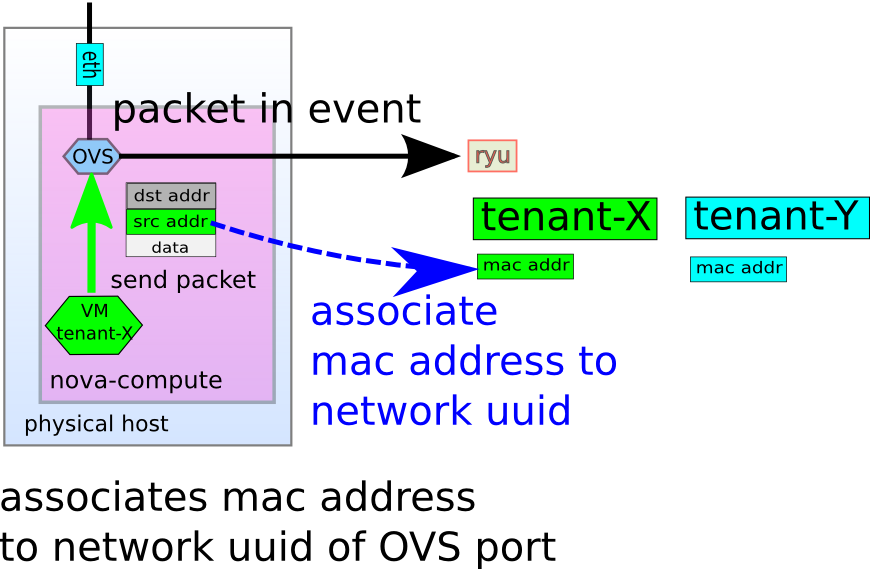 eth
packet in event
OVS
ryu
dst addr
src addr
data
tenant-X
tenant-Y
mac addr
mac addr
send packet
VM
tenant-X
associate
mac address to
network uuid
nova-compute
physical host
associates mac address
to network uuid of OVS port